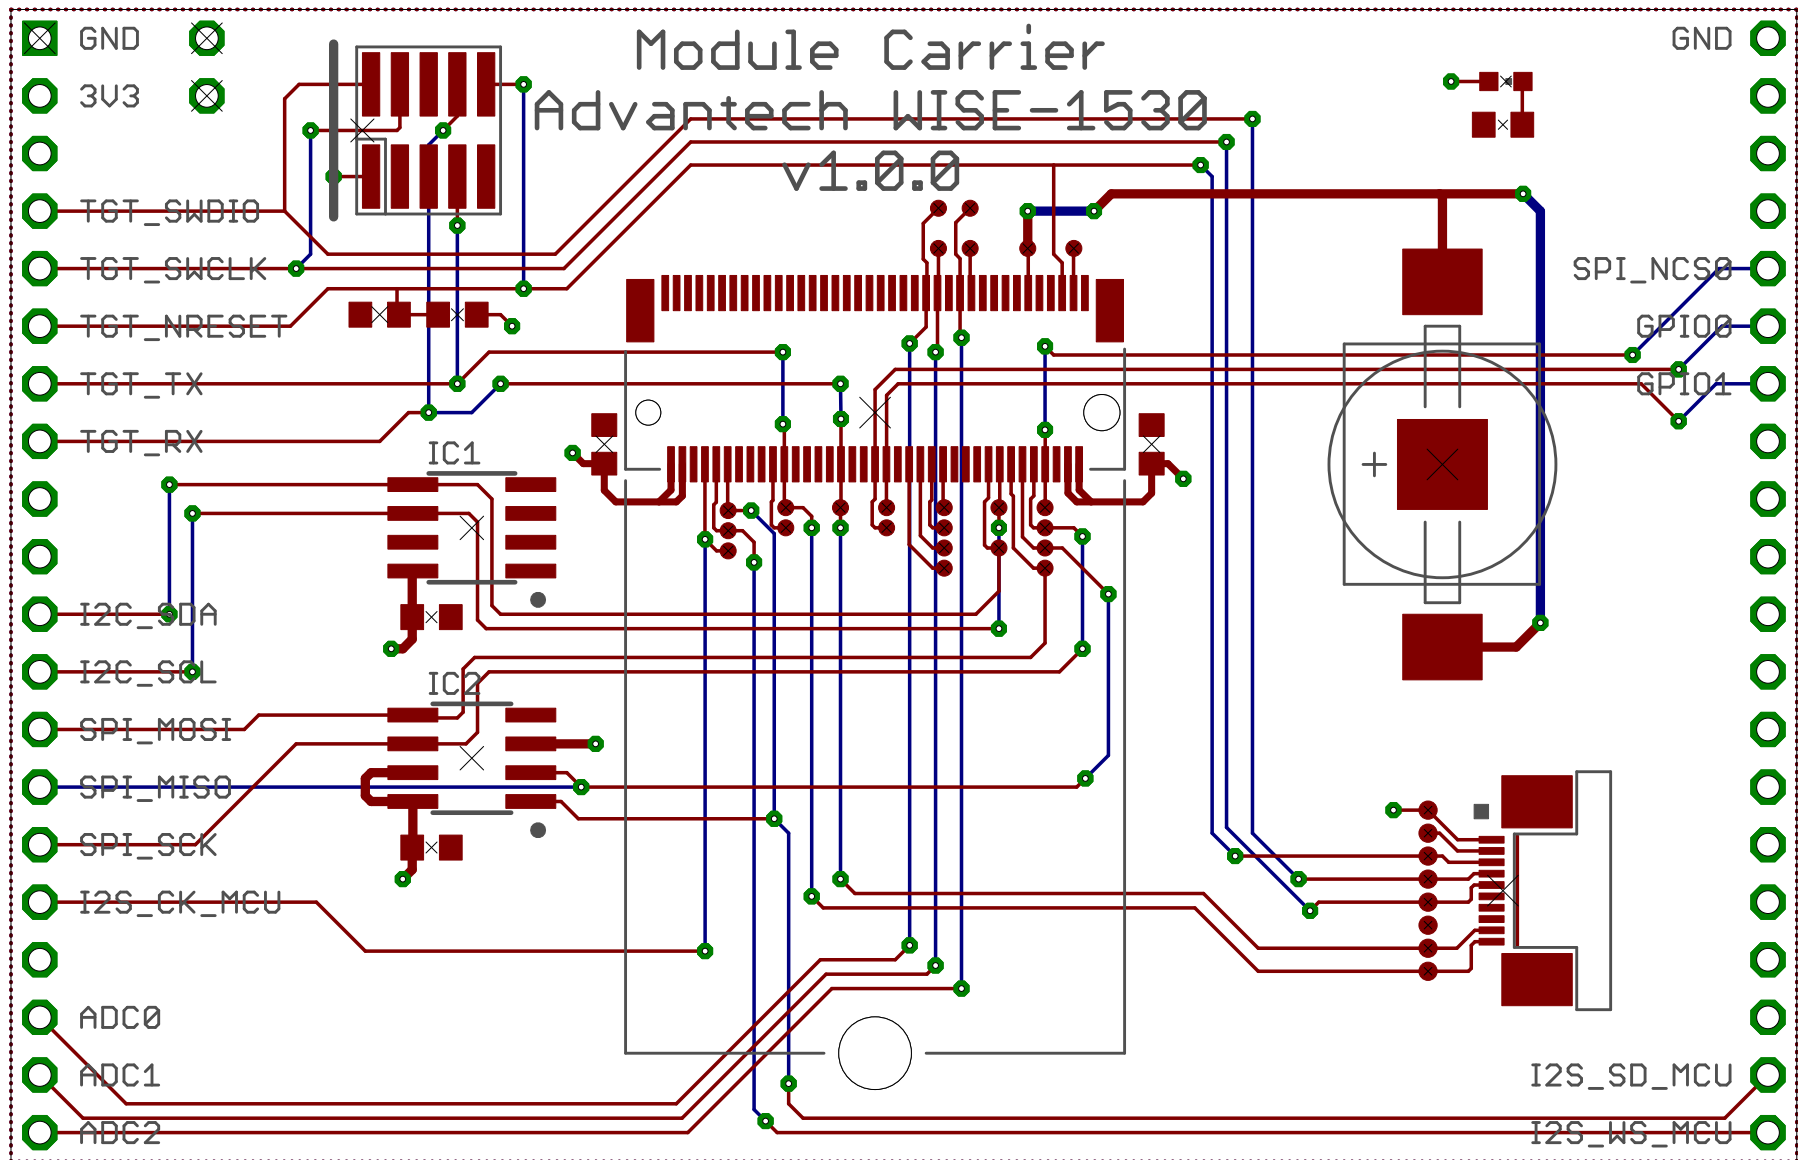 Module Carrier
Advantech WISE-1530
v1.0.0
GND
3V3
TGT_SWDIO
TGT_SWCLK
TGT_NRESET
TGT_TX
TGT_RX
I2C_SDA
I2C_SCL
SPI_MOSI
SPI_MISO
SPI_SCK
I2S_CK_MCU
ADC0
ADC1
ADC2
IC1
IC2
+
GND
SPI_NCS0
GPIO0
GPIO1
I2S_SD_MCU
I2S_WS_MCU